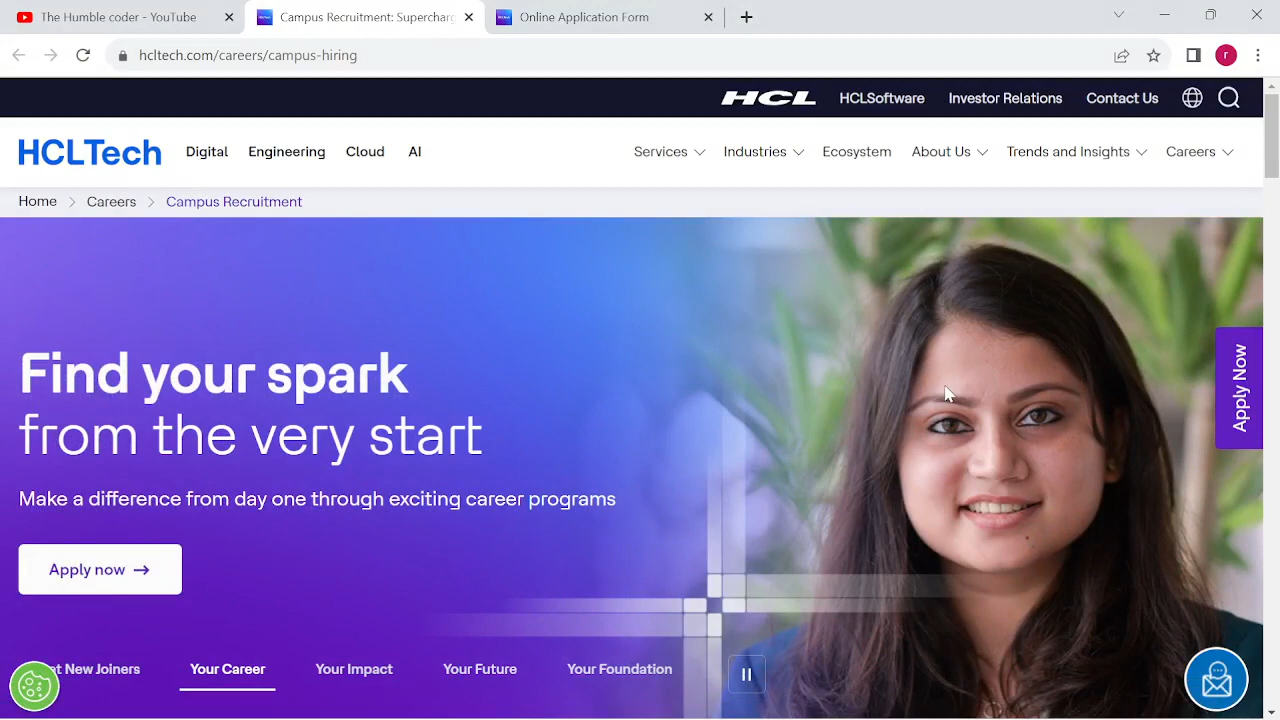 The Humble coder - YouTube
Campus Recruitment: Supercharg
Online Application Form
hcltech.com/careers/campus-hiring
r
HCL
HCLSoftware
Investor Relations
Contact Us
HCLTech
Digital
Engineering
Cloud
AI
Services
Industries
Ecosystem
About Us
Trends and Insights
Careers
Home
Careers
Campus Recruitment
Find your spark
from the very start
Make a difference from day one through exciting career programs
Apply now
Apply Now
New Joiners
Your Career
Your Impact
Your Future
Your Foundation